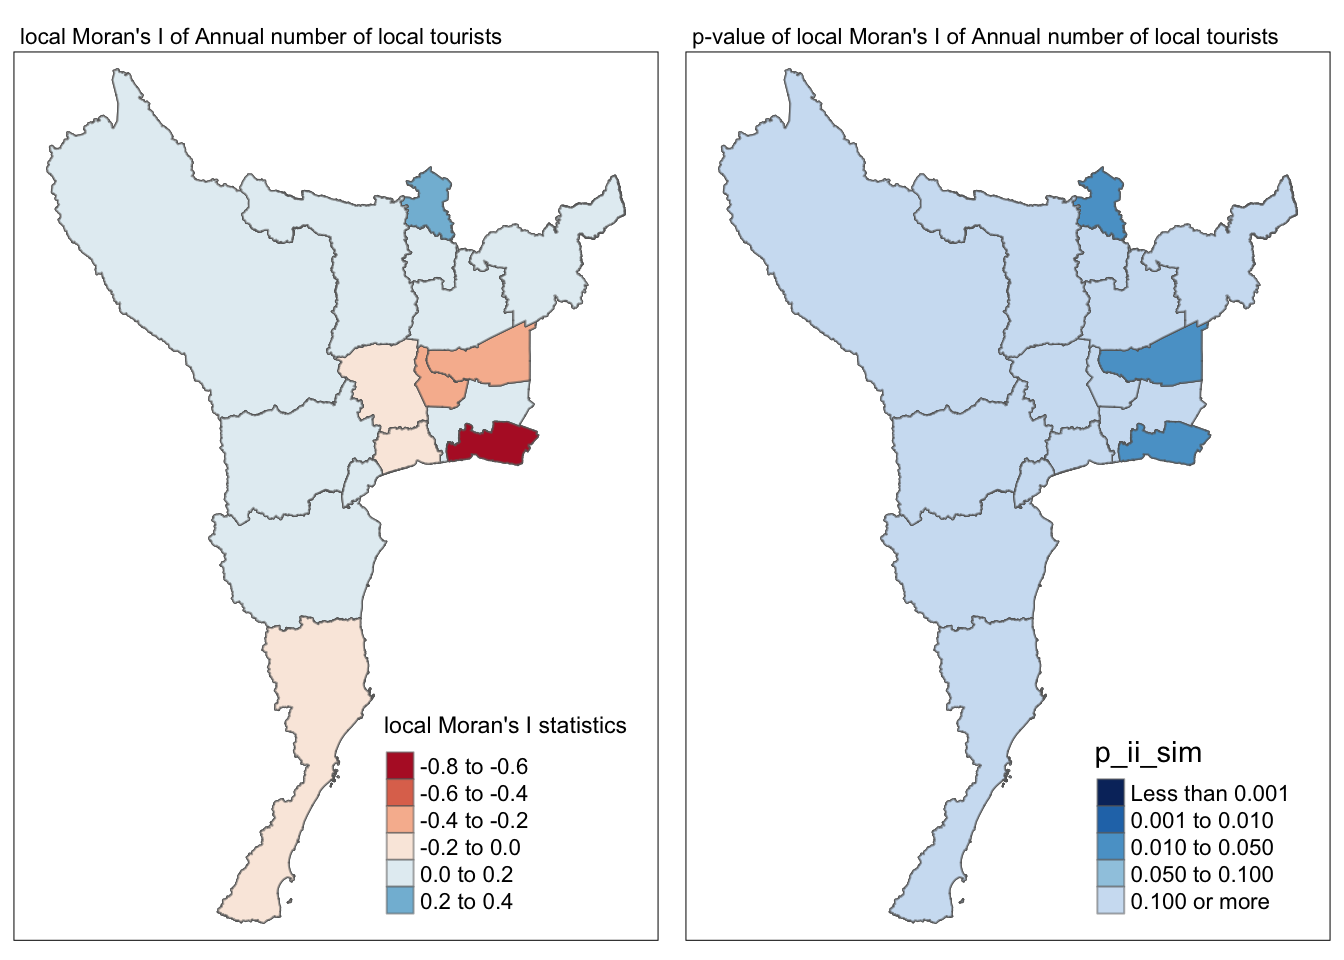 local Moran's I of Annual number of local tourists
local Moran's I statistics
-0.8 to -0.6
-0.6 to -0.4
-0.4 to -0.2
-0.2 to 0.0
0.0 to 0.2
0.2 to 0.4
p-value of local Moran's I of Annual number of local tourists
p_ii_sim
Less than 0.001
0.001 to 0.010
0.010 to 0.050
0.050 to 0.100
0.100 or more